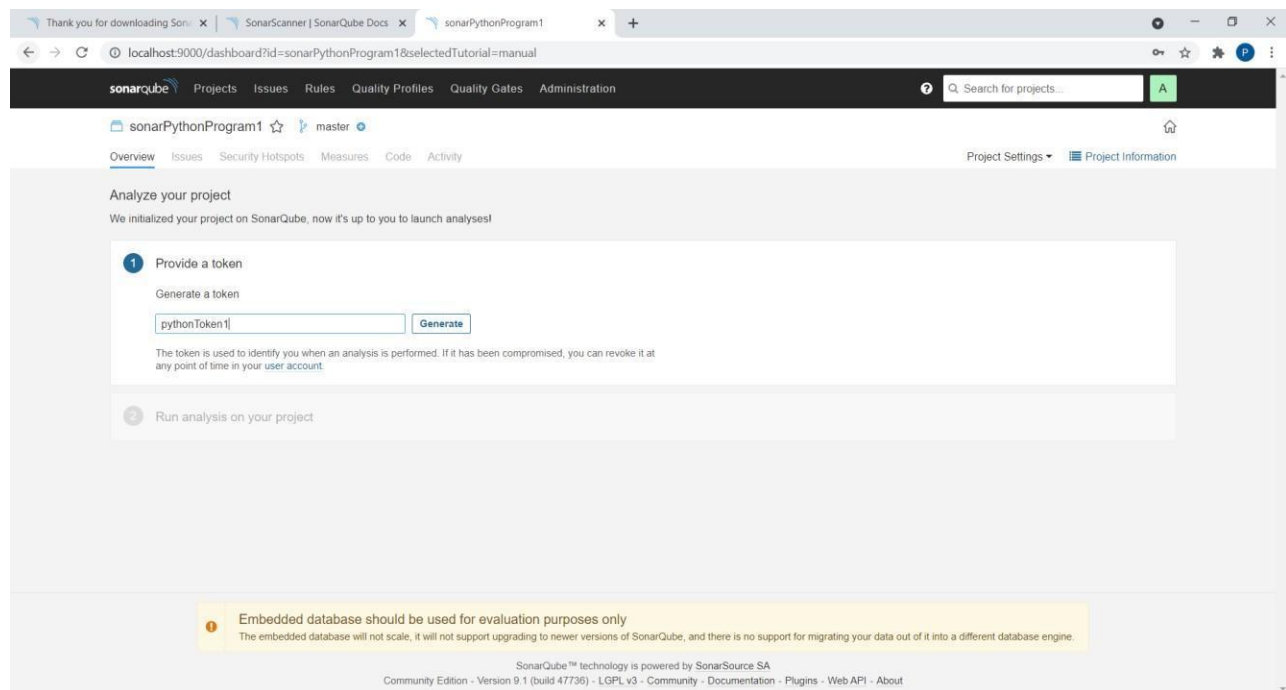 Thank you for downloading Son
SonarScanner | SonarQube Docs
sonarPythonProgram1
localhost:9000/dashboard?id=sonarPythonProgram1&selectedTutorial=manual
P
sonarqube Projects Issues Rules Quality Profiles Quality Gates Administration
? Search for projects... A
sonarPythonProgram1 master
Overview Issues Security Hotspots Measures Code Activity
Project Settings Project Information
Analyze your project
We initialized your project on SonarQube, now it's up to you to launch analyses!
1 Provide a token
Generate a token
pythonToken1 Generate
The token is used to identify you when an analysis is performed. If it has been compromised, you can revoke it at
any point of time in your user account.
2 Run analysis on your project
Embedded database should be used for evaluation purposes only
The embedded database will not scale, it will not support upgrading to newer versions of SonarQube, and there is no support for migrating your data out of it into a different database engine.
SonarQube™ technology is powered by SonarSource SA
Community Edition - Version 9.1 (build 47736) - LGPL v3 - Community - Documentation - Plugins - Web API - About